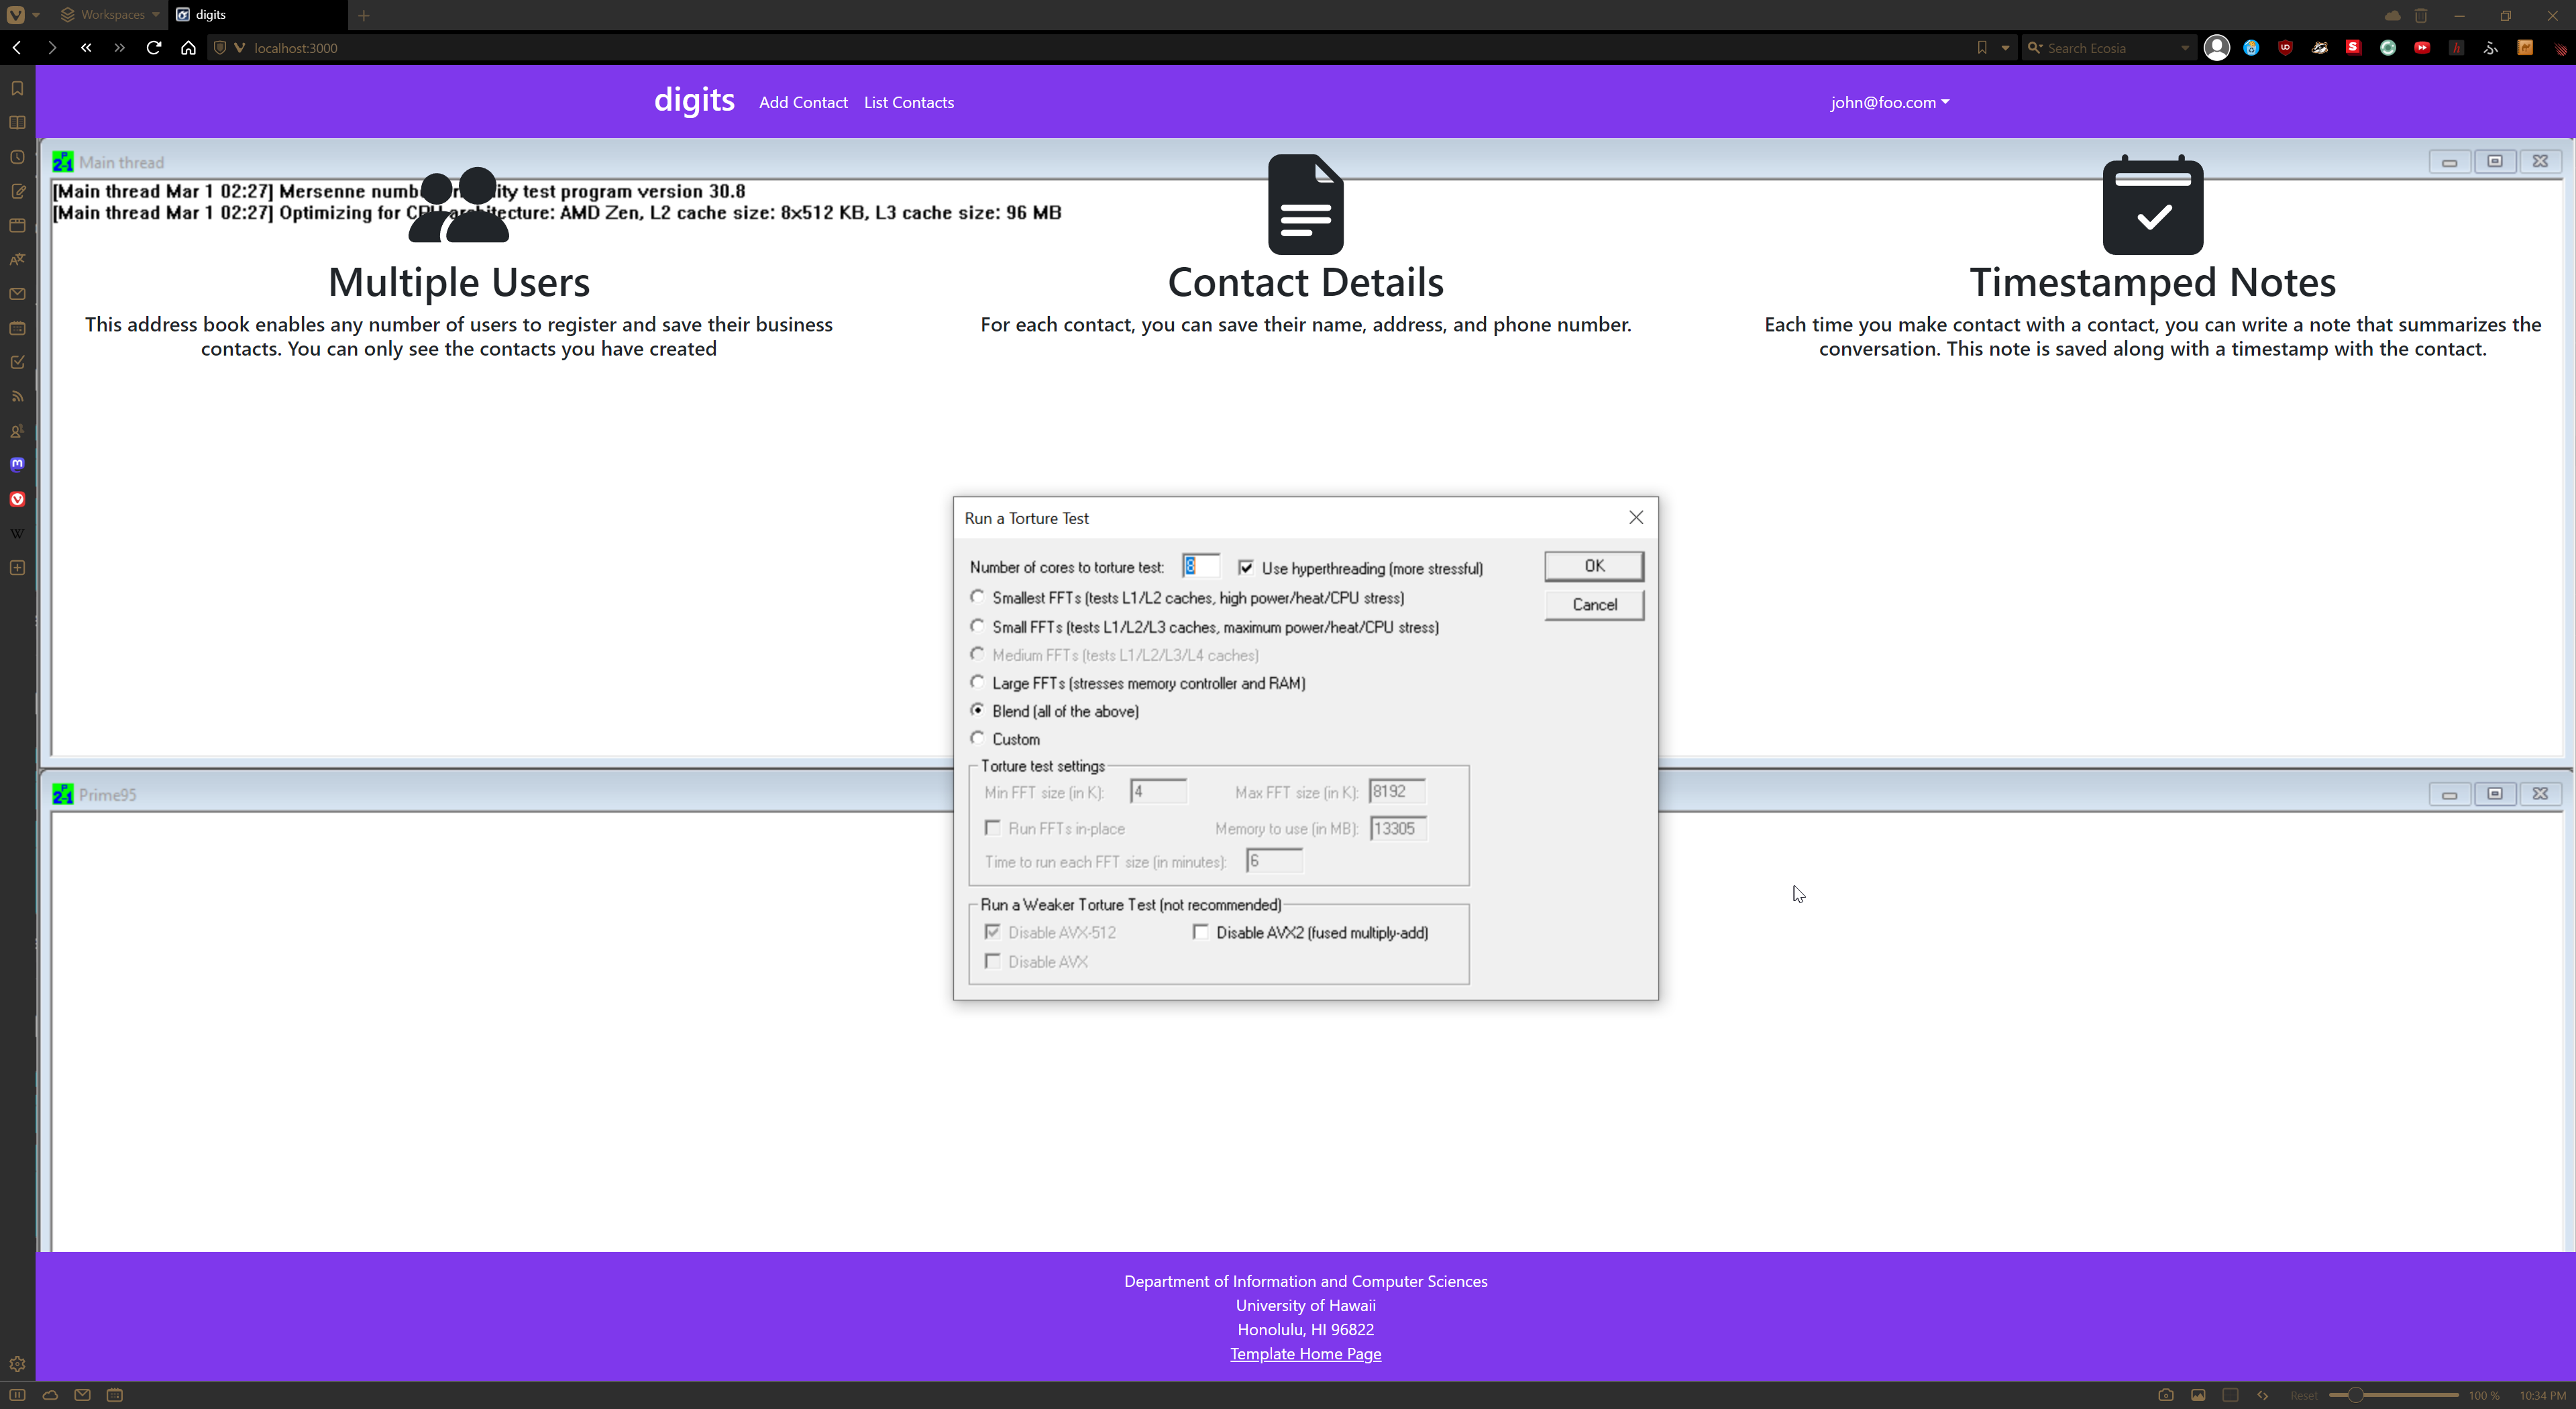 Workspaces
digits
localhost:3000
Search Ecosia
digits Add Contact List Contacts john@foo.com
Main thread
[Main thread Mar 1 02:27] Mersenne numb ity test program version 30.8
[Main thread Mar 1 02:27] Optimizing for CPU architecture: AMD Zen, L2 cache size: 8x512 KB, L3 cache size: 96 MB
Multiple Users
This address book enables any number of users to register and save their business
contacts. You can only see the contacts you have created
Contact Details
For each contact, you can save their name, address, and phone number.
Timestamped Notes
Each time you make contact with a contact, you can write a note that summarizes the
conversation. This note is saved along with a timestamp with the contact.
Run a Torture Test
Number of cores to torture test: 8 Use hyperthreading (more stressful)
OK
Smallest FFTs (tests L1/L2 caches, high power/heat/CPU stress)
Cancel
Small FFTs (tests L1/L2/L3 caches, maximum power/heat/CPU stress)
Medium FFTs (tests L1/L2/L3/L4 caches)
Large FFTs (stresses memory controller and RAM)
Blend (all of the above)
Custom
Torture test settings
Min FFT size (in K): 4 Max FFT size (in K): 8192
Run FFTs in-place Memory to use (in MB): 13305
Time to run each FFT size (in minutes): 6
Run a Weaker Torture Test (not recommended)
Disable AVX-512 Disable AVX2 (fused multiply-add)
Disable AVX
Prime95
Department of Information and Computer Sciences
University of Hawaii
Honolulu, HI 96822
Template Home Page
Reset 100 % 10:34 PM